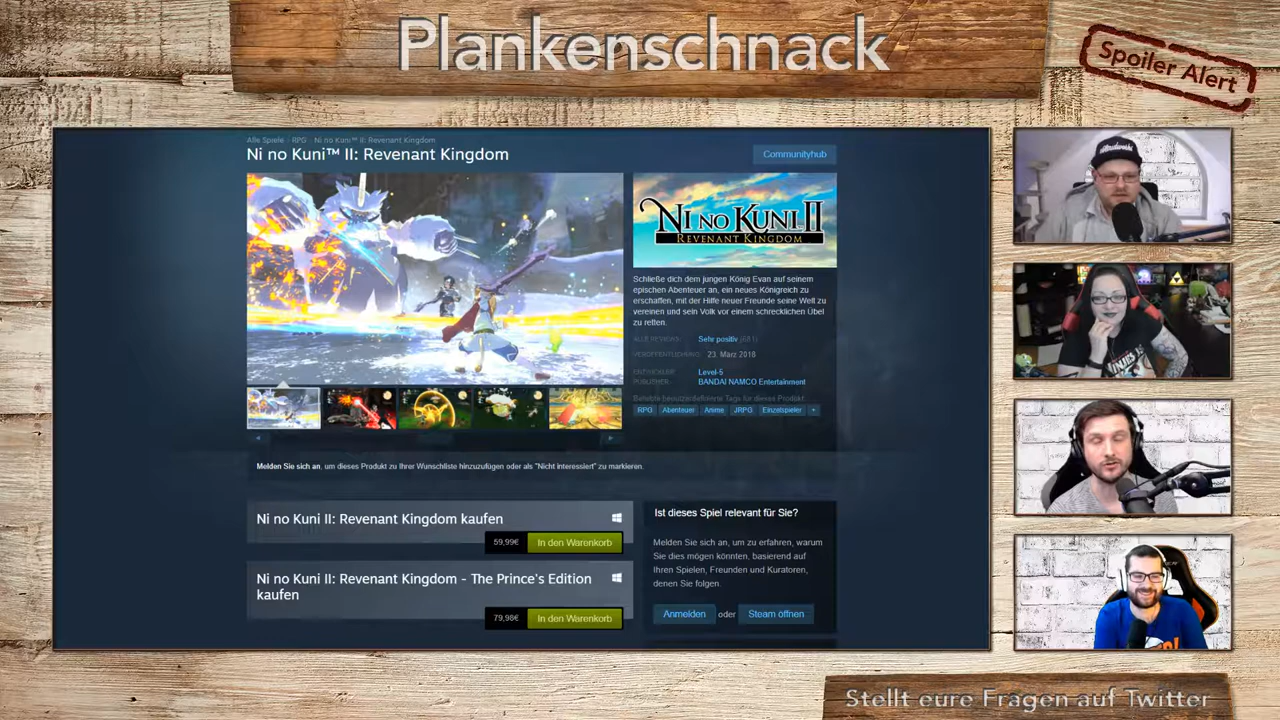 Plankenschnack
Spoiler Alert
Alle Spiele - RPG - Ni no Kuni™ II: Revenant Kingdom
Ni no Kuni™ II: Revenant Kingdom
Communityhub
NI NO KUNI II
REVENANT KINGDOM
Schließe dich dem jungen König Evan auf seinem
epischen Abenteuer an, ein neues Königreich zu
erschaffen, mit der Hilfe neuer Freunde seine Welt zu
vereinen und sein Volk vor einem schrecklichen Übel
zu retten.
ALLE REVIEWS: Sehr positiv (681)
VERÖFFENTLICHUNG: 23. März 2018
ENTWICKLER: Level-5
PUBLISHER: BANDAI NAMCO Entertainment
Beliebte benutzerdefinierte Tags für dieses Produkt:
RPG Abenteuer Anime JRPG Einzelspieler +
Melden Sie sich an, um dieses Produkt zu Ihrer Wunschliste hinzuzufügen oder als "Nicht interessiert" zu markieren.
Ni no Kuni II: Revenant Kingdom kaufen
59,99€ In den Warenkorb
Ni no Kuni II: Revenant Kingdom - The Prince's Edition
kaufen
79,98€ In den Warenkorb
Ist dieses Spiel relevant für Sie?
Melden Sie sich an, um zu erfahren, warum
Sie dies mögen könnten, basierend auf
Ihren Spielen, Freunden und Kuratoren,
denen Sie folgen.
Anmelden oder Steam öffnen
Stellt eure Fragen auf Twitter